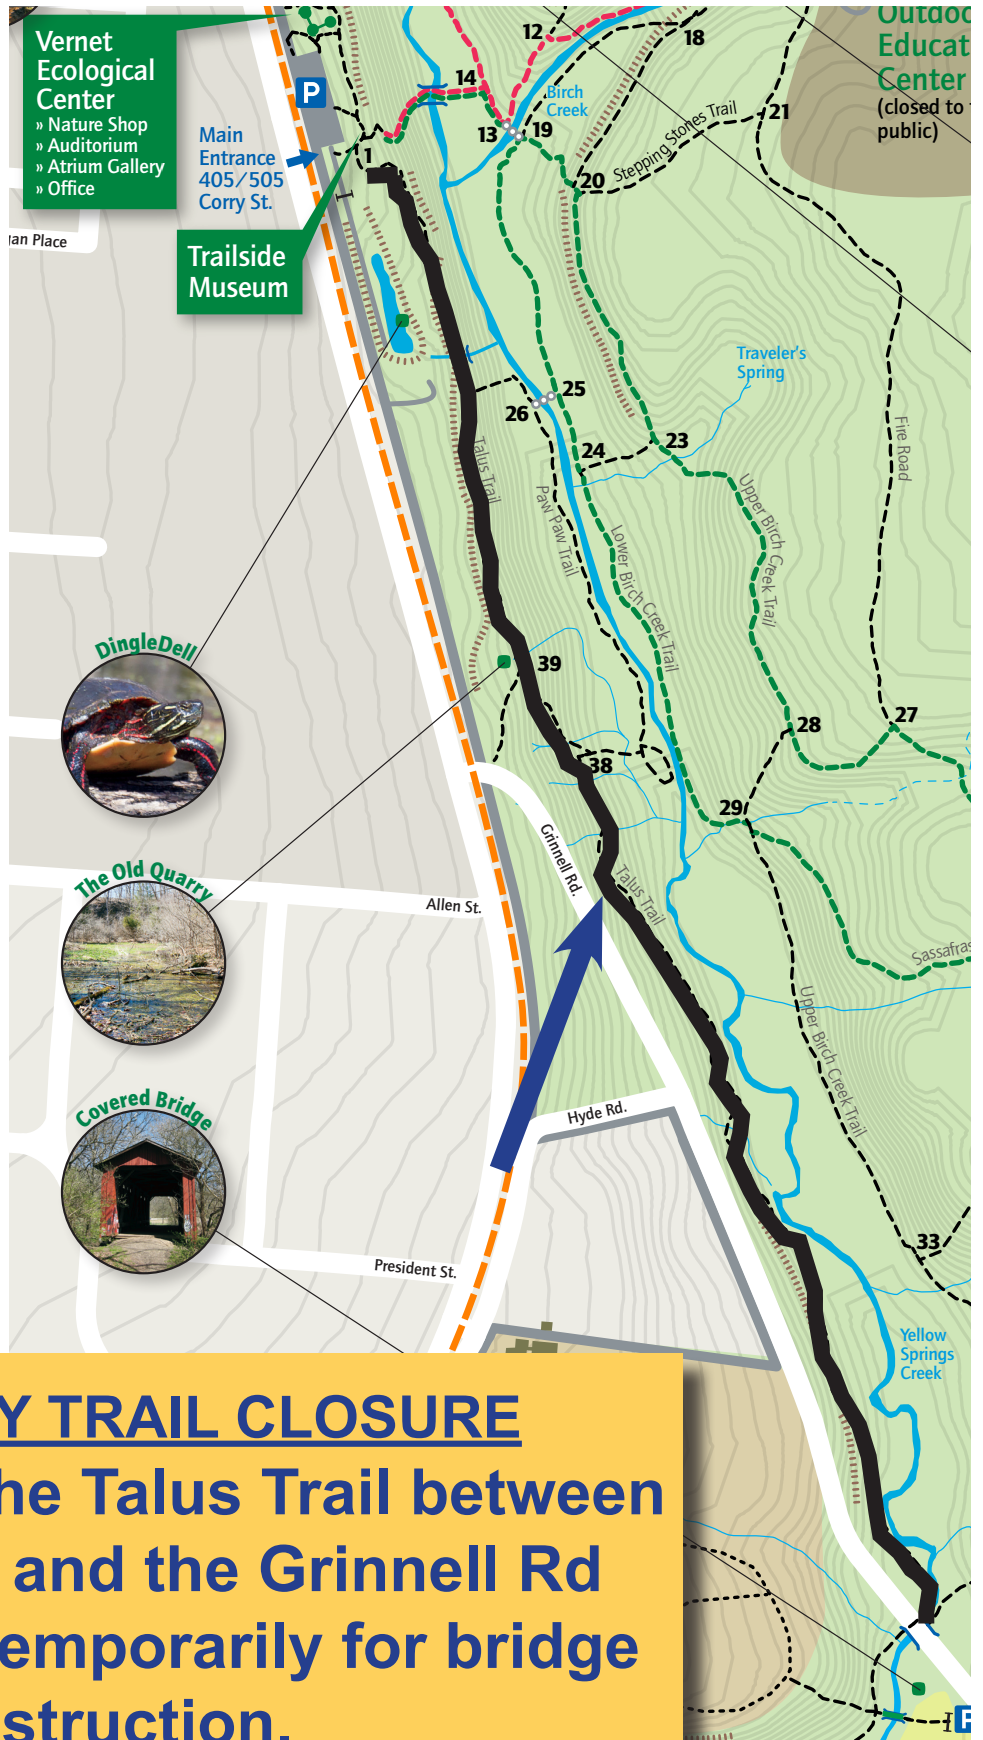 Vernet
Ecological
Center
» Nature Shop
» Auditorium
» Atrium Gallery
» Office
P
Main
Entrance
405/505
Corry St.
Trailside
Museum
1
12
13
14
18
19
Birch
Creek
20
21
Stepping Stones Trail
Center
(closed to
public)
Place
Traveler's
Spring
25
26
24
23
Fire Road
Talus Trail
Paw Paw Trail
Lower Birch Creek Trail
Upper Birch Creek Trail
DingleDell
39
38
28
27
29
Grinnell Rd.
The Old Quarry
Allen St.
Talus Trail
Upper Birch Creek Trail
Covered Bridge
Hyde Rd.
33
President St.
Yellow
Springs
Creek
Y TRAIL CLOSURE
he Talus Trail between
and the Grinnell Rd
emporarily for bridge
struction.